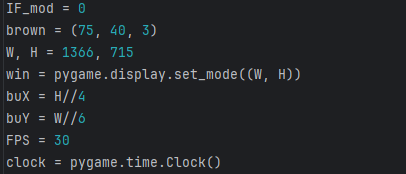 IF_mod = 0
brown = (75, 40, 3)
W, H = 1366, 715
win = pygame.display.set_mode((W, H))
buX = H//4
buY = W//6
FPS = 30
clock = pygame.time.Clock()